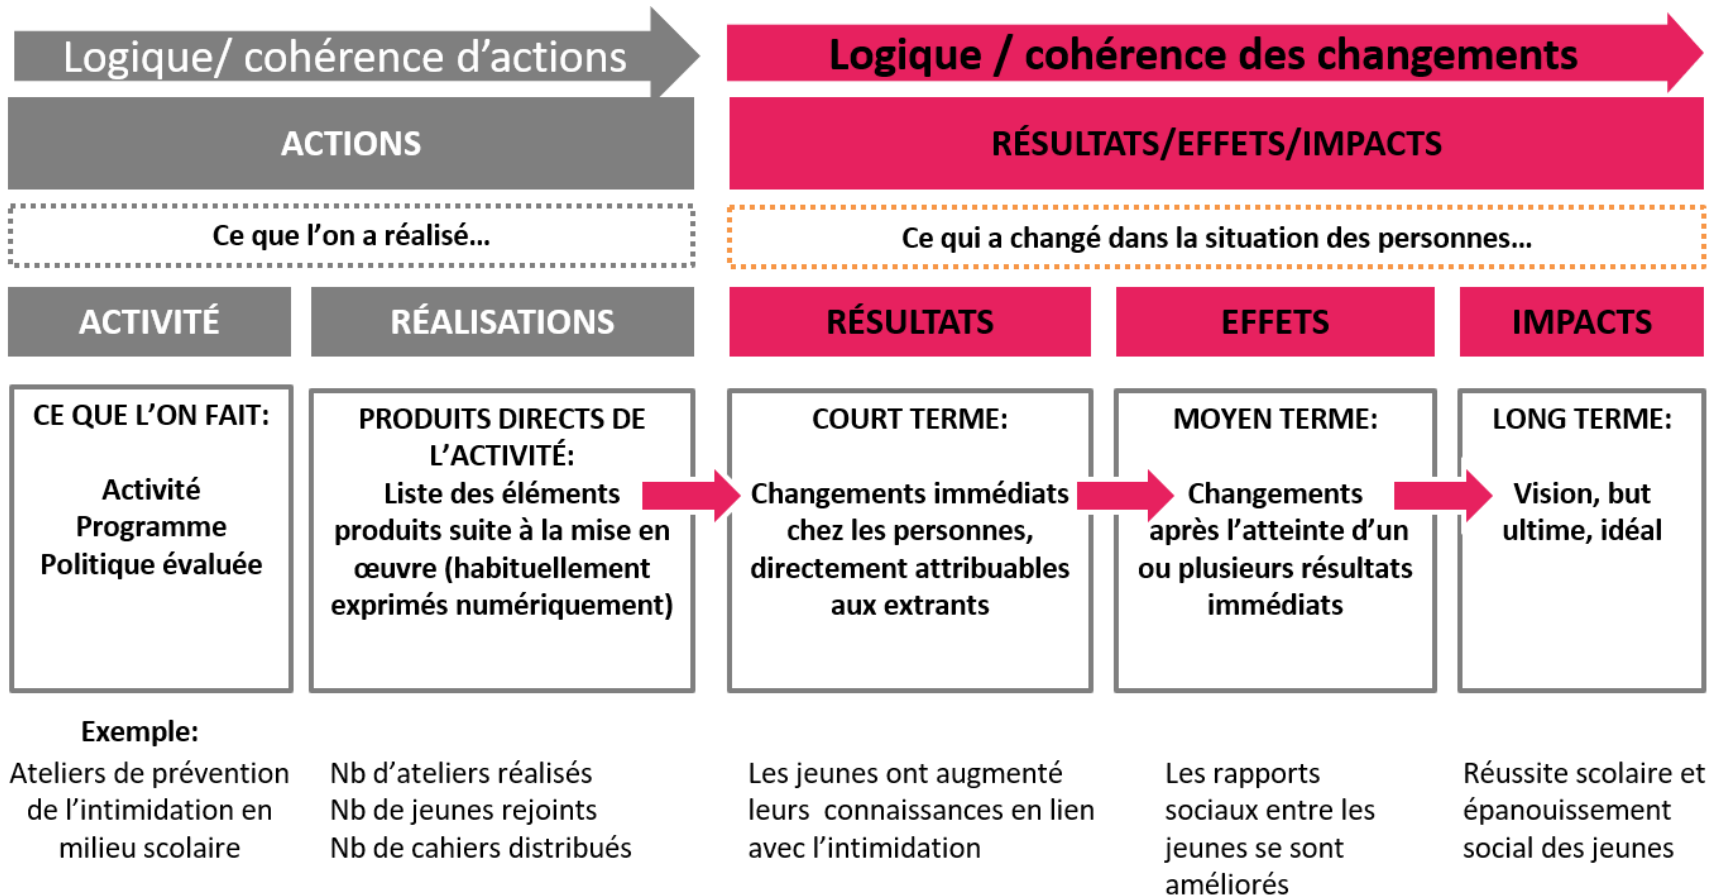 Logique/ cohérence d’actions
Logique / cohérence des changements
ACTIONS
RÉSULTATS/EFFETS/IMPACTS
Ce que l’on a réalisé...
Ce qui a changé dans la situation des personnes...
ACTIVITÉ
RÉALISATIONS
RÉSULTATS
EFFETS
IMPACTS
CE QUE L’ON FAIT:
Activité
Programme
Politique évaluée
PRODUITS DIRECTS DE
L’ACTIVITÉ:
Liste des éléments
produits suite à la mise en
œuvre (habituellement
exprimés numériquement)
COURT TERME:
Changements immédiats
chez les personnes,
directement attribuables
aux extrants
MOYEN TERME:
Changements
après l’atteinte d’un
ou plusieurs résultats
immédiats
LONG TERME:
Vision, but
ultime, idéal
Exemple:
Ateliers de prévention
de l’intimidation en
milieu scolaire
Nb d’ateliers réalisés
Nb de jeunes rejoints
Nb de cahiers distribués
Les jeunes ont augmenté
leurs  connaissances en lien
avec l’intimidation
Les rapports
sociaux entre les
jeunes se sont
améliorés
Réussite scolaire et
épanouissement
social des jeunes